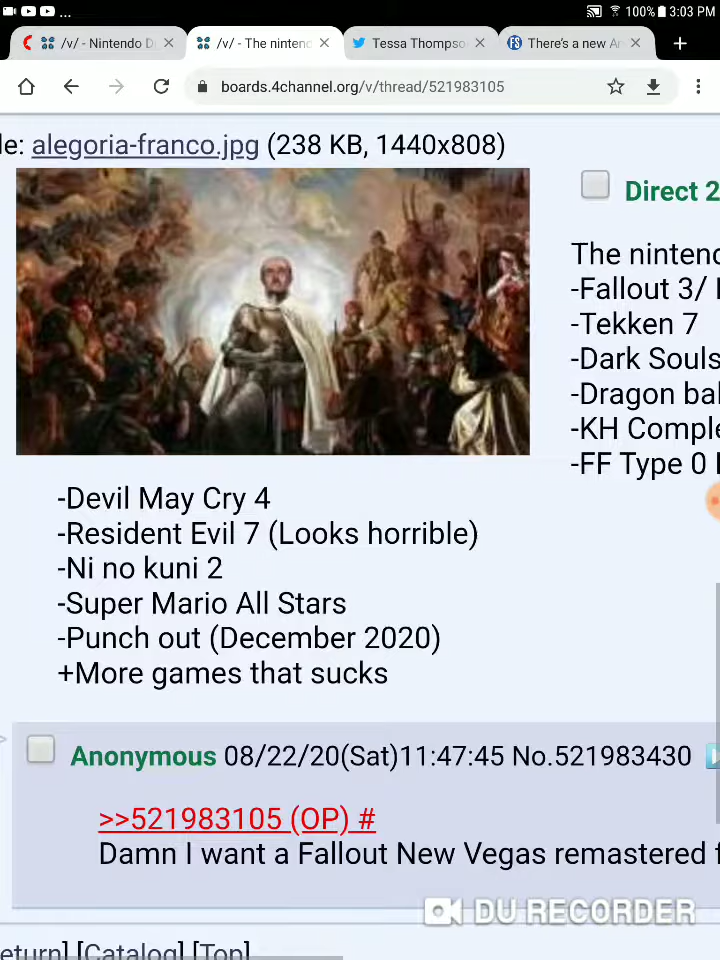 100% 3:03 PM
/v/ - Nintendo D
/v/ - The nintend
Tessa Thompso
There's a new Ar
boards.4channel.org/v/thread/521983105
le: alegoria-franco.jpg (238 KB, 1440x808)
Direct 2
The nintend
-Fallout 3/
-Tekken 7
-Dark Souls
-Dragon bal
-KH Comple
-FF Type 0
-Devil May Cry 4
-Resident Evil 7 (Looks horrible)
-Ni no kuni 2
-Super Mario All Stars
-Punch out (December 2020)
+More games that sucks
Anonymous 08/22/20(Sat)11:47:45 No.521983430
>>521983105 (OP) #
Damn I want a Fallout New Vegas remastered f
DU RECORDER
eturn] [Catalog] [Top]